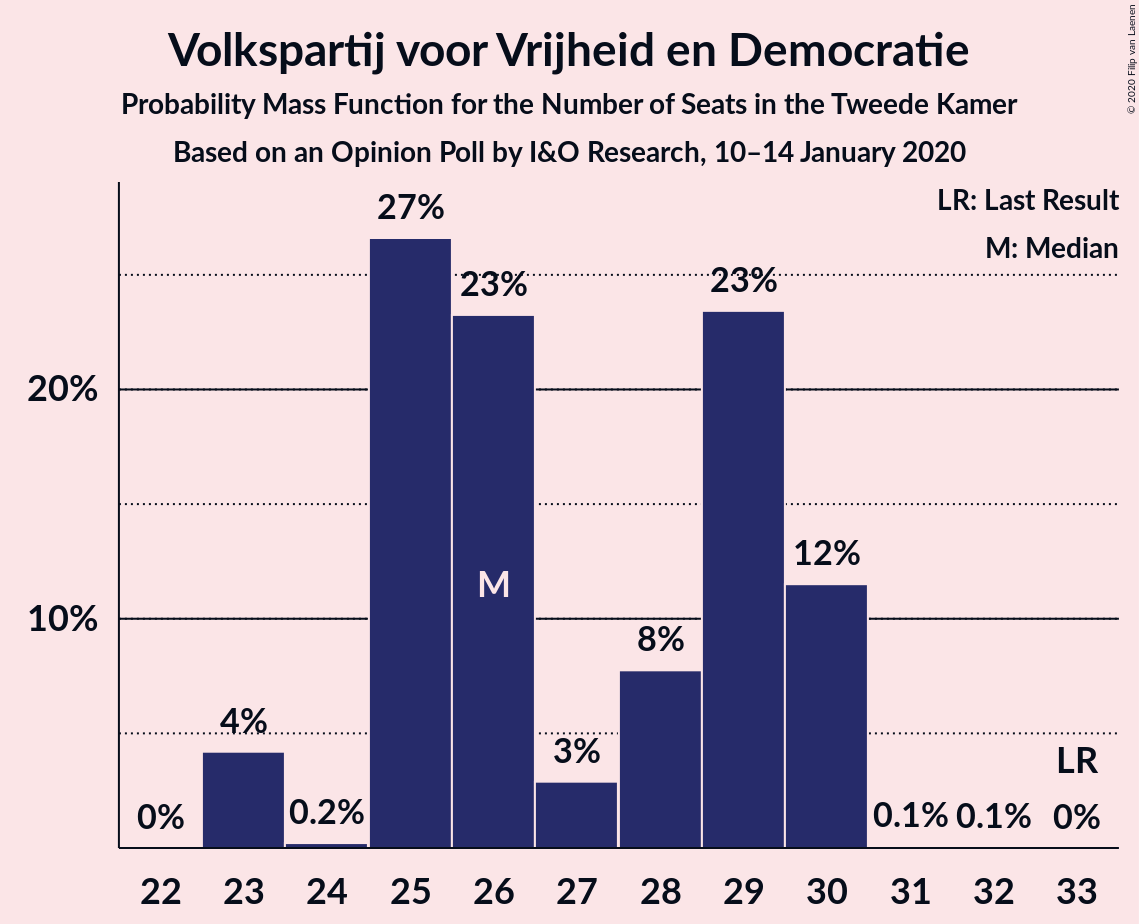 Volkspartij voor Vrijheid en Democratie
Probability Mass Function for the Number of Seats in the Tweede Kamer
Based on an Opinion Poll by I&O Research, 10–14 January 2020
© 2020 Filip van Laenen
LR: Last Result
M: Median
20%
10%
0%
4%
0.2%
27%
23%
M
3%
8%
23%
12%
0.1%
0.1%
LR
0%
22 23 24 25 26 27 28 29 30 31 32 33